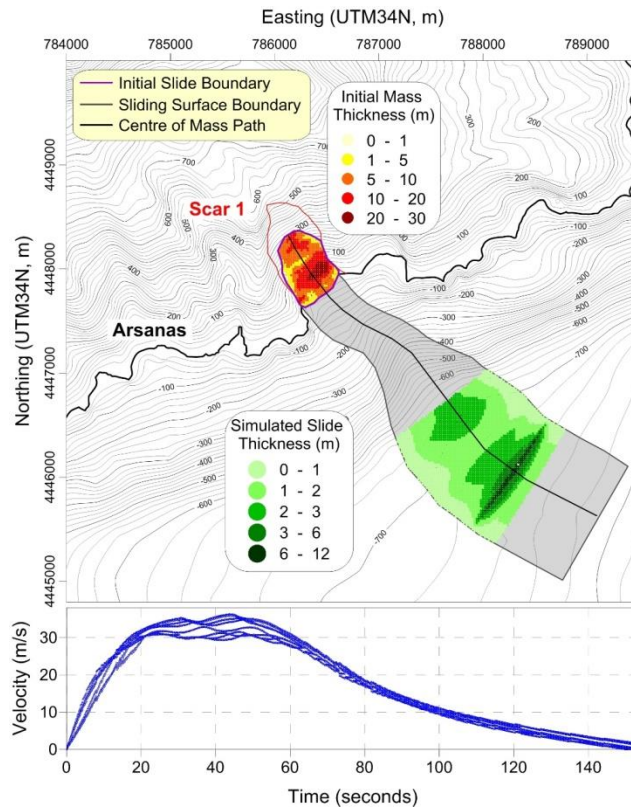 Easting (UTM34N, m)
784000 785000 786000 787000 788000 789000
Northing (UTM34N, m)
4449000
4448000
4447000
4446000
4445000
Initial Slide Boundary
Sliding Surface Boundary
Centre of Mass Path
Initial Mass
Thickness (m)
0 - 1
1 - 5
5 - 10
10 - 20
20 - 30
Scar 1
Arsanas
Simulated Slide
Thickness (m)
0 - 1
1 - 2
2 - 3
3 - 6
6 - 12
Velocity (m/s)
30
20
10
0
0 20 40 60 80 100 120 140
Time (seconds)